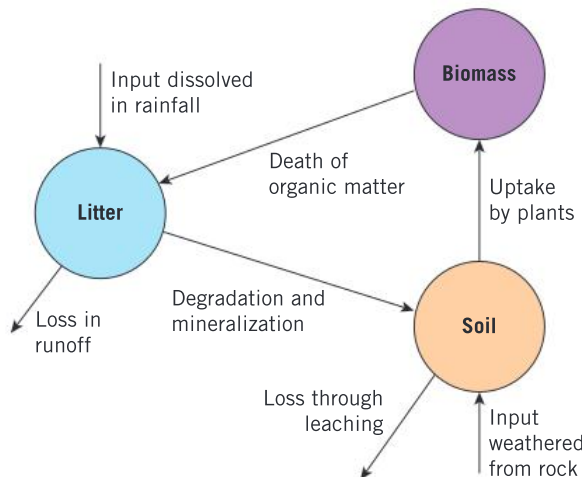 Biomass
Input dissolved
in rainfall
Death of
organic matter
Uptake
by plants
Litter
Degradation and
mineralization
Loss in
runoff
Soil
Loss through
leaching
Input
weathered
from rock